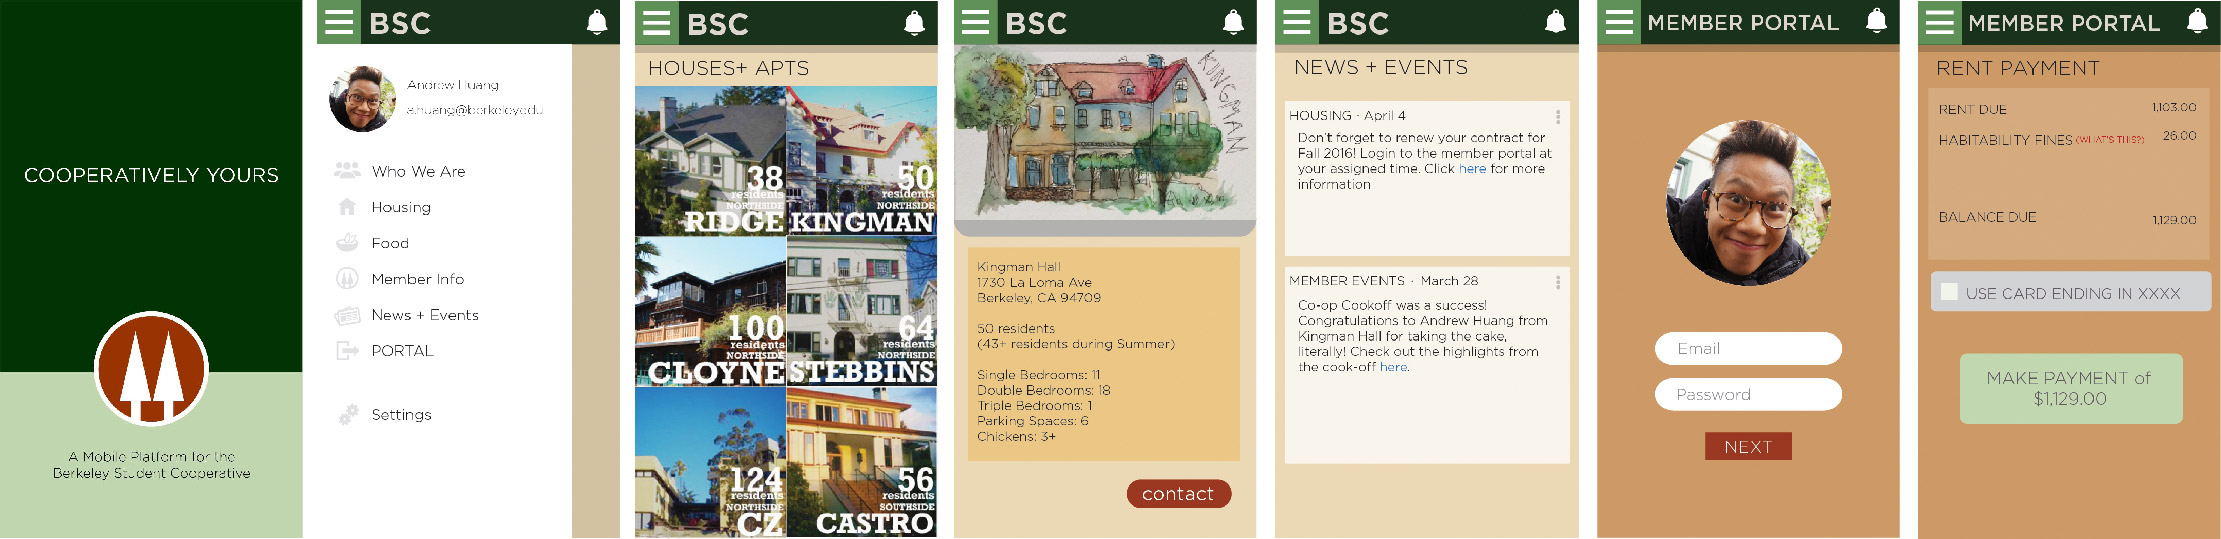 COOPERATIVELY YOURS
A Mobile Platform for the
Berkeley Student Cooperative
BSC
Andrew Huang
a.huang@berkeleyedu
Who We Are
Housing
Food
Member Info
News + Events
PORTAL
Settings
BSC
HOUSES+ APTS
38
residents
NORTHSIDE
RIDGE
50
residents
NORTHSIDE
KINGMAN
100
residents
NORTHSIDE
CLOYNE
64
residents
NORTHSIDE
STEBBINS
124
residents
NORTHSIDE
CZ
56
residents
SOUTHSIDE
CASTRO
BSC
KINGMAN
Kingman Hall
1730 La Loma Ave
Berkeley, CA 94709
50 residents
(43+ residents during Summer)
Single Bedrooms: 11
Double Bedrooms: 18
Triple Bedrooms: 1
Parking Spaces: 6
Chickens: 3+
contact
BSC
NEWS + EVENTS
HOUSING · April 4
Don't forget to renew your contract for
Fall 2016! Login to the member portal at
your assigned time. Click here for more
information
MEMBER EVENTS · March 28
Co-op Cookoff was a success!
Congratulations to Andrew Huang from
Kingman Hall for taking the cake,
literally! Check out the highlights from
the cook-off here.
MEMBER PORTAL
Email
Password
NEXT
MEMBER PORTAL
RENT PAYMENT
RENT DUE 1,103.00
HABITABILITY FINES (WHAT'S THIS?) 26.00
BALANCE DUE 1,129.00
USE CARD ENDING IN XXXX
MAKE PAYMENT of
$1,129.00